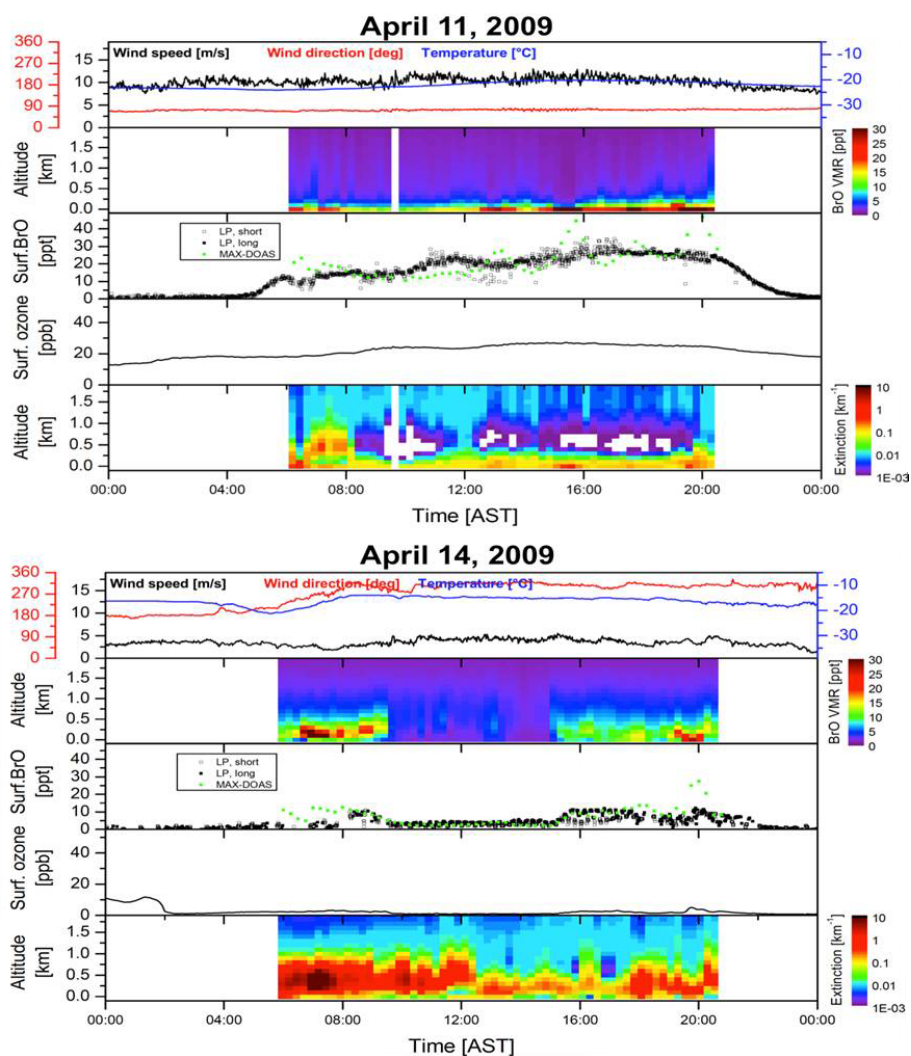 April 11, 2009
Wind speed [m/s] Wind direction [deg] Temperature [°C]
360
270
180
90
0
15
10
5
0
-5
-10
-20
-30
Altitude
[km]
1.5
1.0
0.5
0.0
30
25
20
15
10
5
0
BrO VMR [ppt]
Surf.BrO
[ppt]
40
30
20
10
0
LP, short
LP, long
MAX-DOAS
Surf. ozone
[ppb]
40
20
0
Altitude
[km]
1.5
1.0
0.5
0.0
10
1
0.1
0.01
1E-03
Extinction [km-1]
00:00 04:00 08:00 12:00 16:00 20:00 00:00
Time [AST]
April 14, 2009
Wind speed [m/s] Wind direction [deg] Temperature [°C]
360
270
180
90
0
15
10
5
0
-5
-10
-20
-30
Altitude
[km]
1.5
1.0
0.5
0.0
30
25
20
15
10
5
0
BrO VMR [ppt]
Surf.BrO
[ppt]
40
30
20
10
0
LP, short
LP, long
MAX-DOAS
Surf. ozone
[ppb]
40
20
0
Altitude
[km]
1.5
1.0
0.5
0.0
10
1
0.1
0.01
1E-03
Extinction [km-1]
00:00 04:00 08:00 12:00 16:00 20:00 00:00
Time [AST]